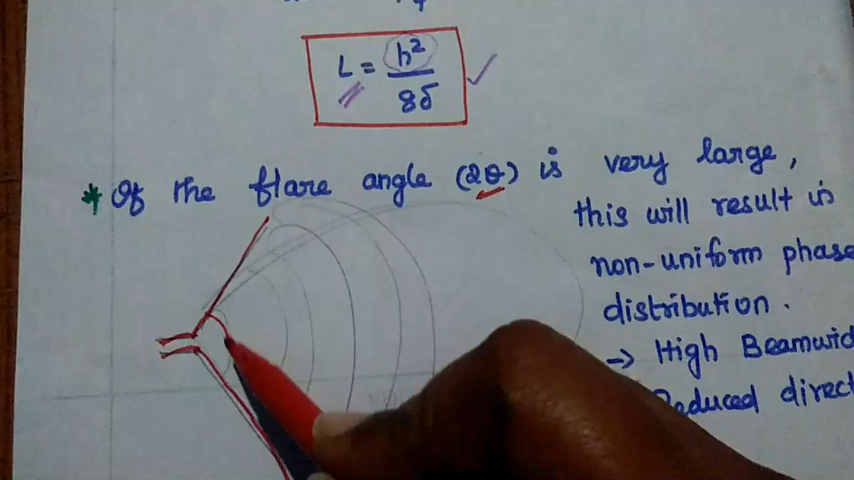 L = h²/8δ
* If the flare angle (2θ) is very large,
this will result in
non-uniform phase
distribution.
→ High Beamwid
Reduced direct